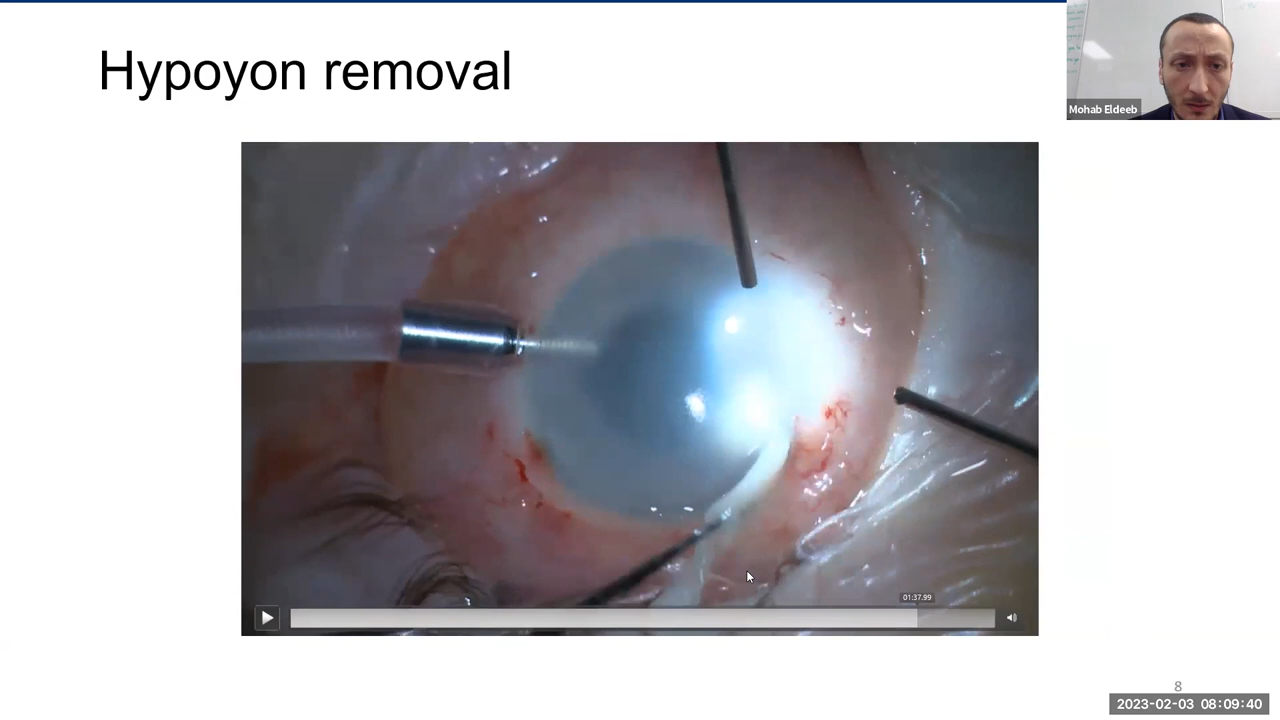 Hypoyon removal
Mohab Eldeeb
01:37.99
8
2023-02-03 08:09:40